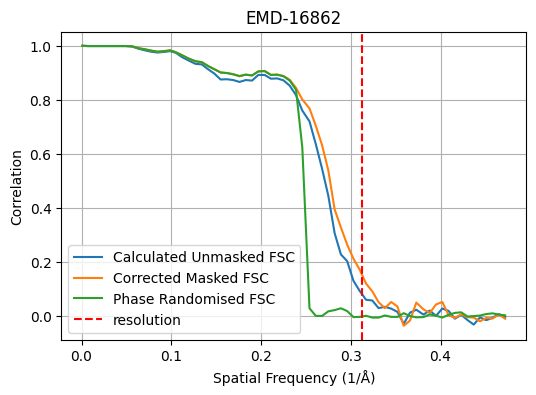 EMD-16862
Correlation
1.0
0.8
0.6
0.4
0.2
0.0
Calculated Unmasked FSC
Corrected Masked FSC
Phase Randomised FSC
resolution
0.0 0.1 0.2 0.3 0.4
Spatial Frequency (1/Å)